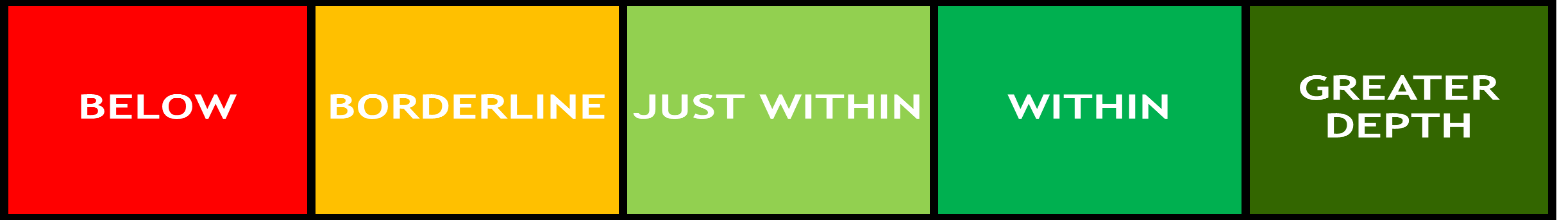 BELOW
BORDERLINE
JUST WITHIN
WITHIN
GREATER
DEPTH